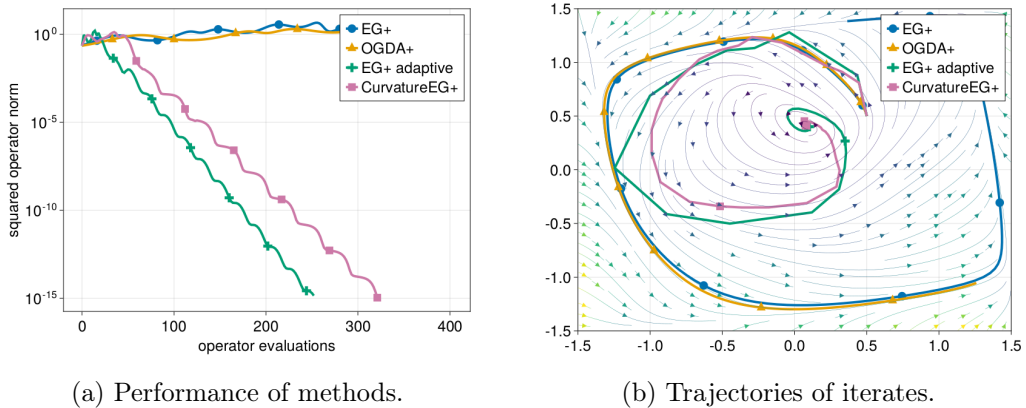 squared operator norm
10^0
10^-5
10^-10
10^-15
0
100
200
300
400
operator evaluations
EG+
OGDA+
EG+ adaptive
CurvatureEG+
(a) Performance of methods.
1.5
1.0
0.5
0.0
-0.5
-1.0
-1.5
-1.5
-1.0
-0.5
0.0
0.5
1.0
1.5
EG+
OGDA+
EG+ adaptive
CurvatureEG+
(b) Trajectories of iterates.